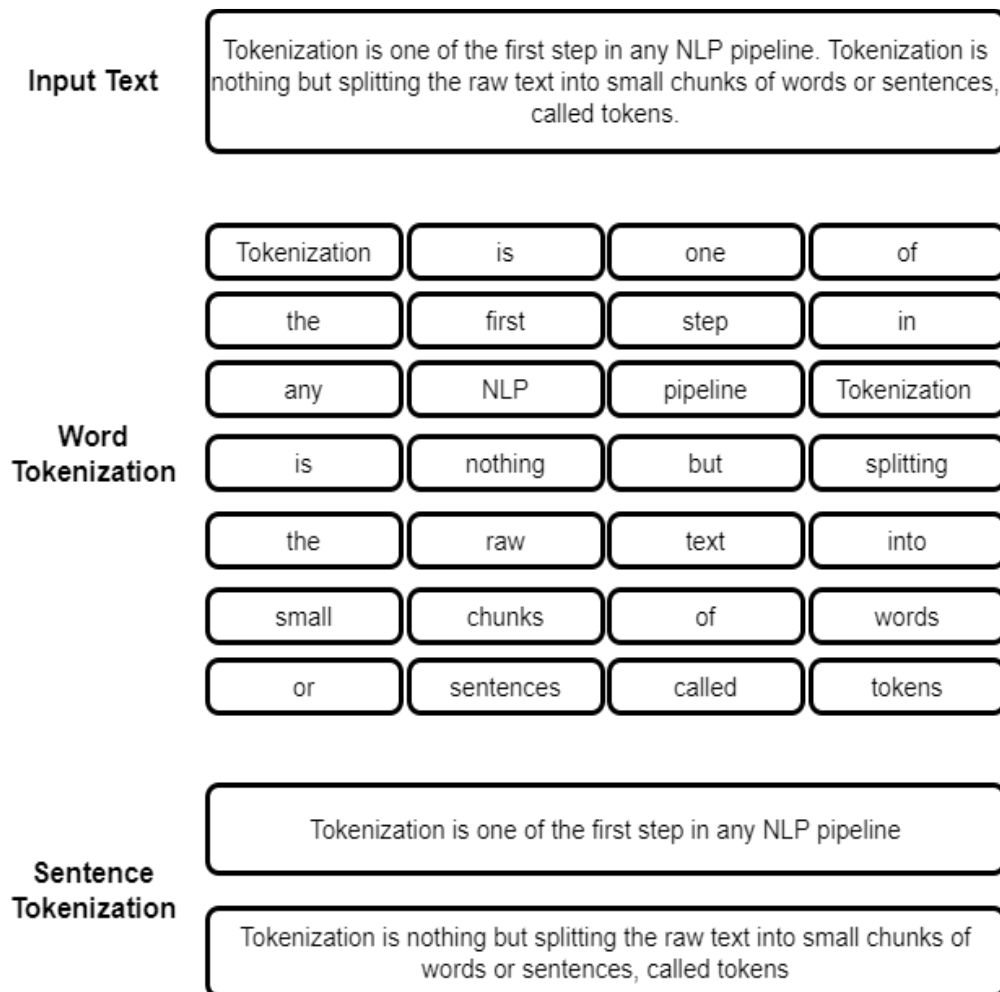 Input Text
Tokenization is one of the first step in any NLP pipeline. Tokenization is
nothing but splitting the raw text into small chunks of words or sentences,
called tokens.
Word
Tokenization
Tokenization is one of
the first step in
any NLP pipeline Tokenization
is nothing but splitting
the raw text into
small chunks of words
or sentences called tokens
Sentence
Tokenization
Tokenization is one of the first step in any NLP pipeline
Tokenization is nothing but splitting the raw text into small chunks of
words or sentences, called tokens